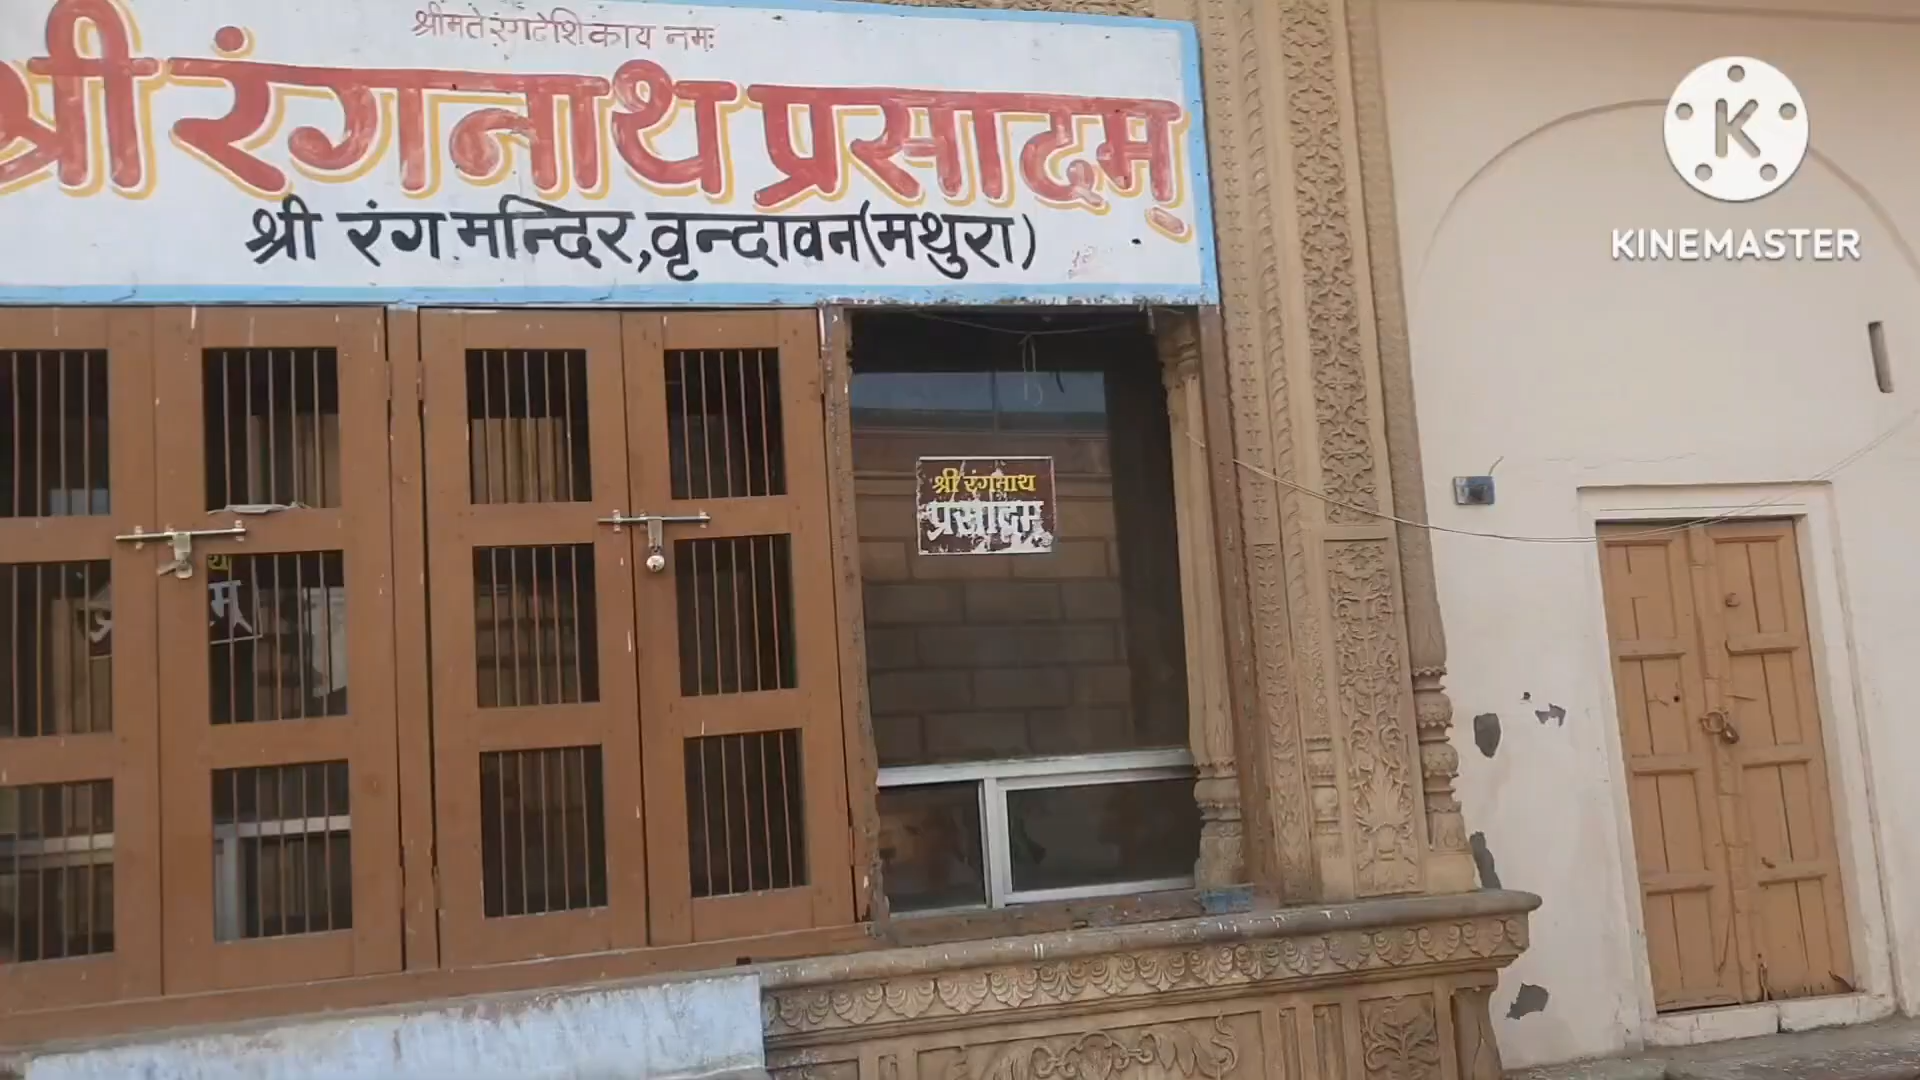 श्रीमते रंगदेशिकाय नमः
श्री रंगनाथ प्रसादम्
श्री रंग मन्दिर, वृन्दावन (मथुरा)
श्री रंगनाथ
प्रसादम्
K
KINEMASTER